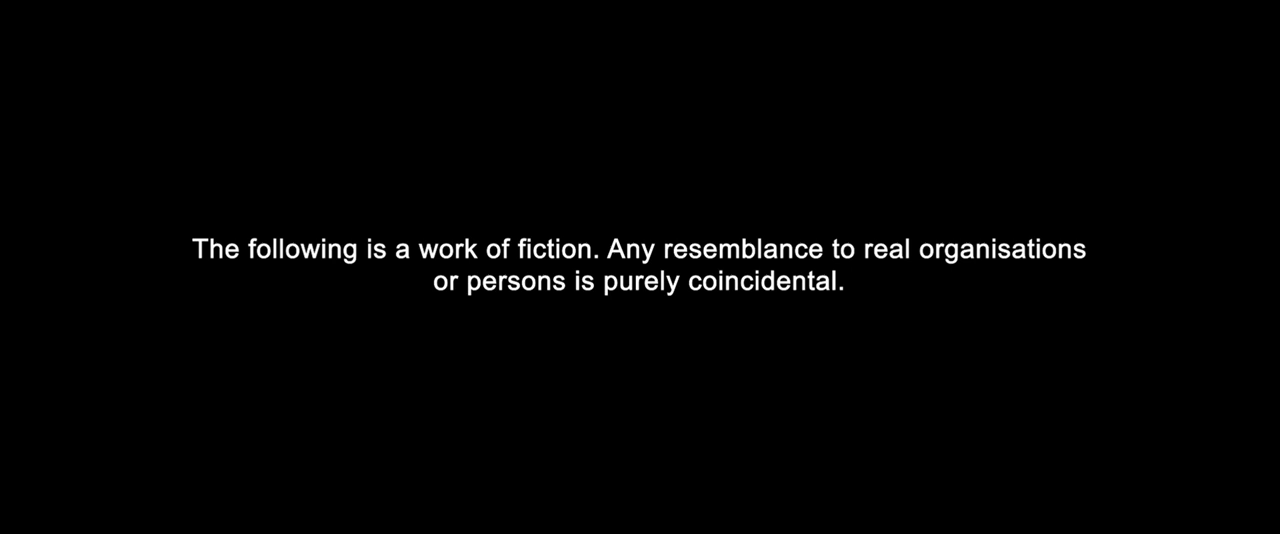 The following is a work of fiction. Any resemblance to real organisations
or persons is purely coincidental.